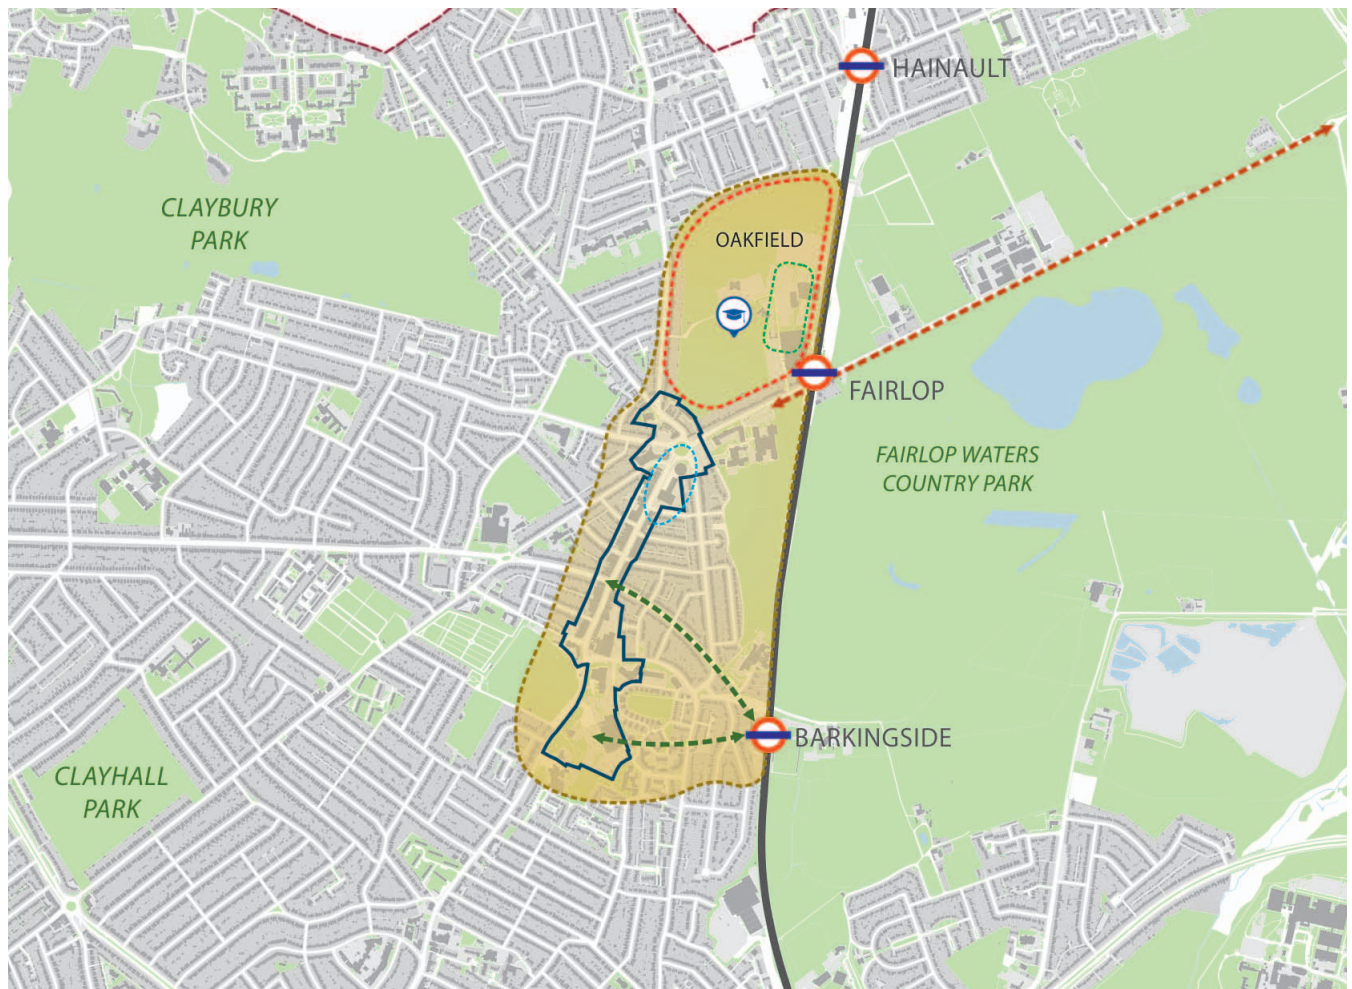 HAINAULT
CLAYBURY
PARK
OAKFIELD
FAIRLOP
FAIRLOP WATERS
COUNTRY PARK
BARKINGSIDE
CLAYHALL
PARK